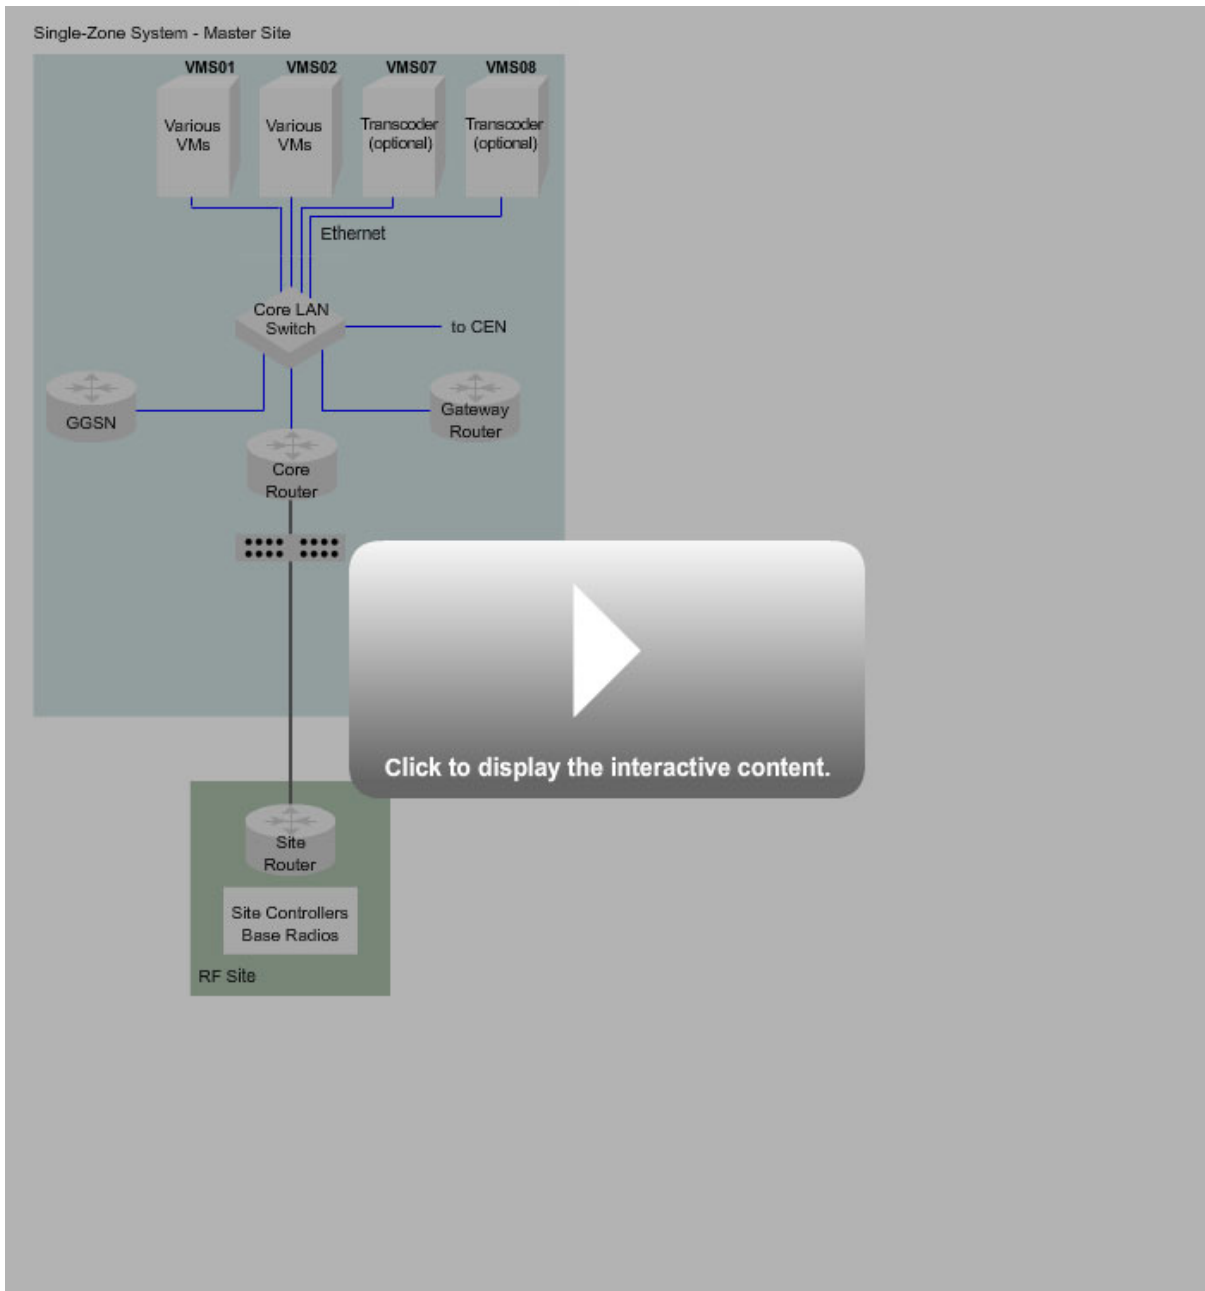 Single-Zone System - Master Site
VMS01 VMS02 VMS07 VMS08
Various
VMs
Various
VMs
Transcoder
(optional)
Transcoder
(optional)
Ethernet
Core LAN
Switch
to CEN
GGSN
Gateway
Router
Core
Router
Click to display the interactive content.
Site
Router
Site Controllers
Base Radios
RF Site